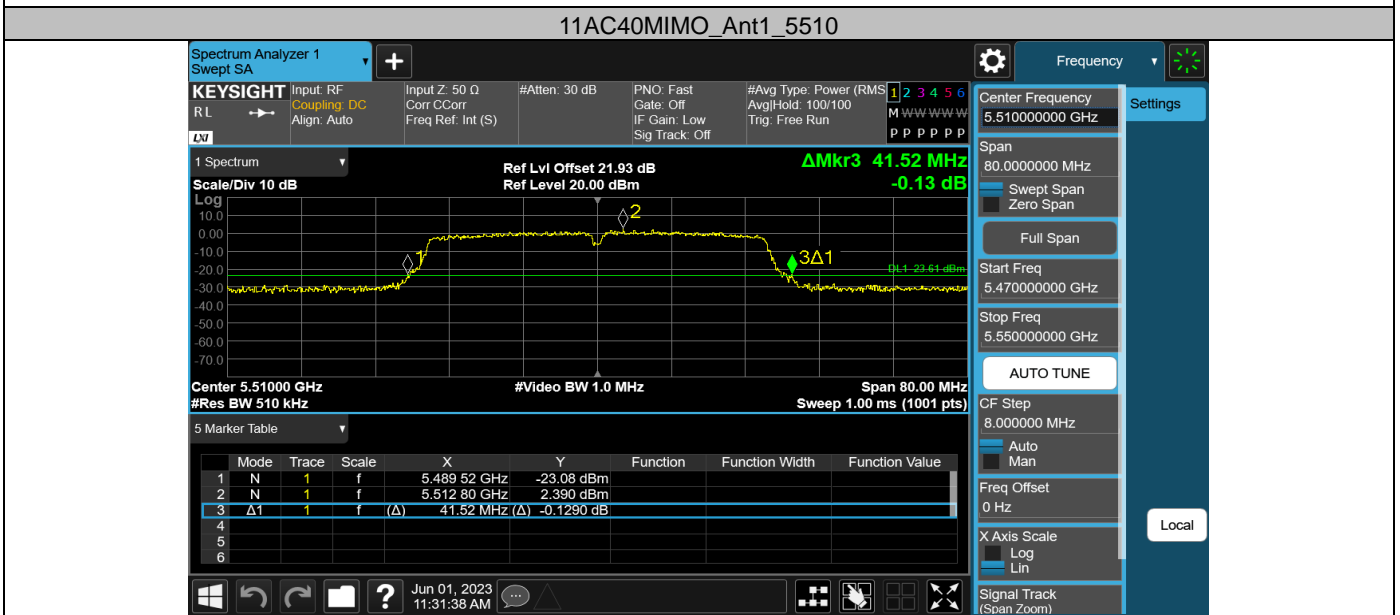 11AC40MIMO_Ant1_5510
Spectrum Analyzer 1
Swept SA
Frequency
KEYSIGHT
R L
LXI
Input: RF
Coupling: DC
Align: Auto
Input Z: 50 Ω
Corr CCorr
Freq Ref: Int (S)
#Atten: 30 dB
PNO: Fast
Gate: Off
IF Gain: Low
Sig Track: Off
#Avg Type: Power (RMS
Avg|Hold: 100/100
Trig: Free Run
1 2 3 4 5 6
M W W W W W
P P P P P P
1 Spectrum
Scale/Div 10 dB
Ref Lvl Offset 21.93 dB
Ref Level 20.00 dBm
ΔMkr3 41.52 MHz
-0.13 dB
Log
10.0
0.00
-10.0
-20.0
-30.0
-40.0
-50.0
-60.0
-70.0
1
2
3Δ1
DL1 -23.61 dBm
Center 5.51000 GHz
#Video BW 1.0 MHz
Span 80.00 MHz
#Res BW 510 kHz
Sweep 1.00 ms (1001 pts)
5 Marker Table
Mode Trace Scale X Y Function Function Width Function Value
1 N 1 f 5.489 52 GHz -23.08 dBm
2 N 1 f 5.512 80 GHz 2.390 dBm
3 Δ1 1 f (Δ) 41.52 MHz (Δ) -0.1290 dB
4
5
6
Jun 01, 2023
11:31:38 AM
Center Frequency
5.510000000 GHz
Settings
Span
80.0000000 MHz
Swept Span
Zero Span
Full Span
Start Freq
5.470000000 GHz
Stop Freq
5.550000000 GHz
AUTO TUNE
CF Step
8.000000 MHz
Auto
Man
Freq Offset
0 Hz
X Axis Scale
Log
Lin
Local
Signal Track
(Span Zoom)